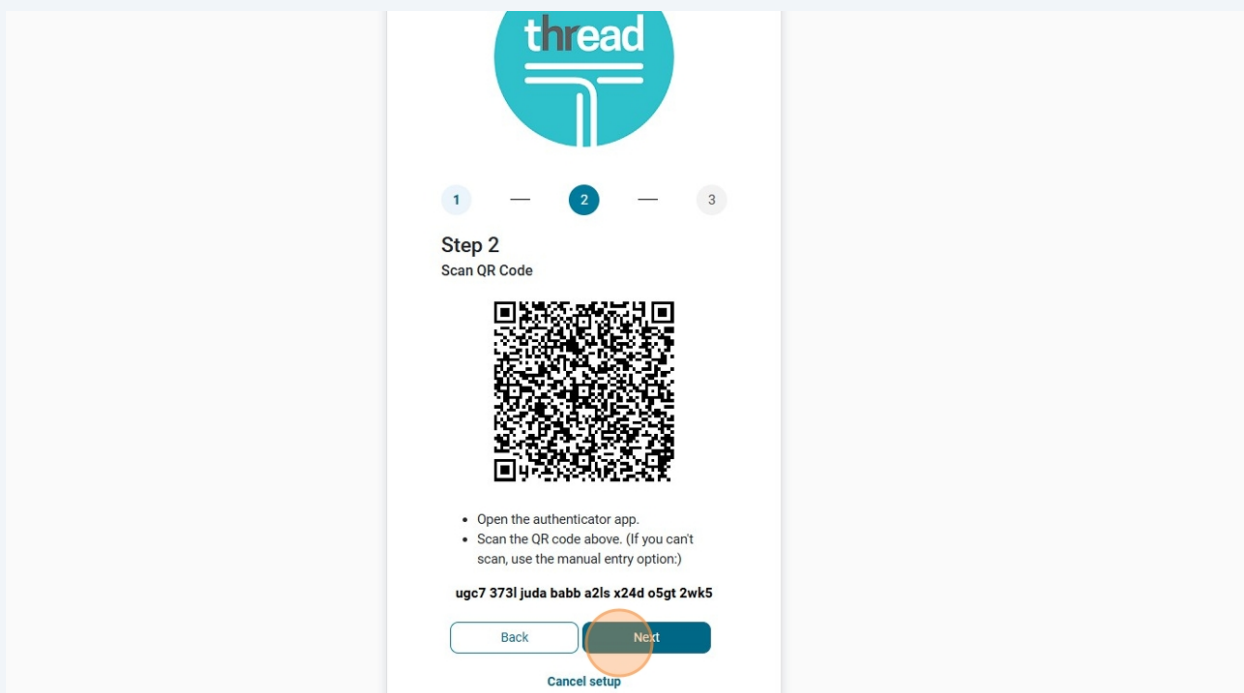 thread
1 — 2 — 3
Step 2
Scan QR Code
• Open the authenticator app.
• Scan the QR code above. (If you can't
scan, use the manual entry option:)
ugc7 373l juda babb a2ls x24d o5gt 2wk5
Back Next
Cancel setup